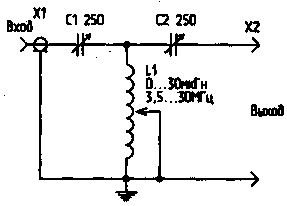 X1
Вход
C1 250
C2 250
X2
L1
0...30мкГн
3,5...30МГц
Выход